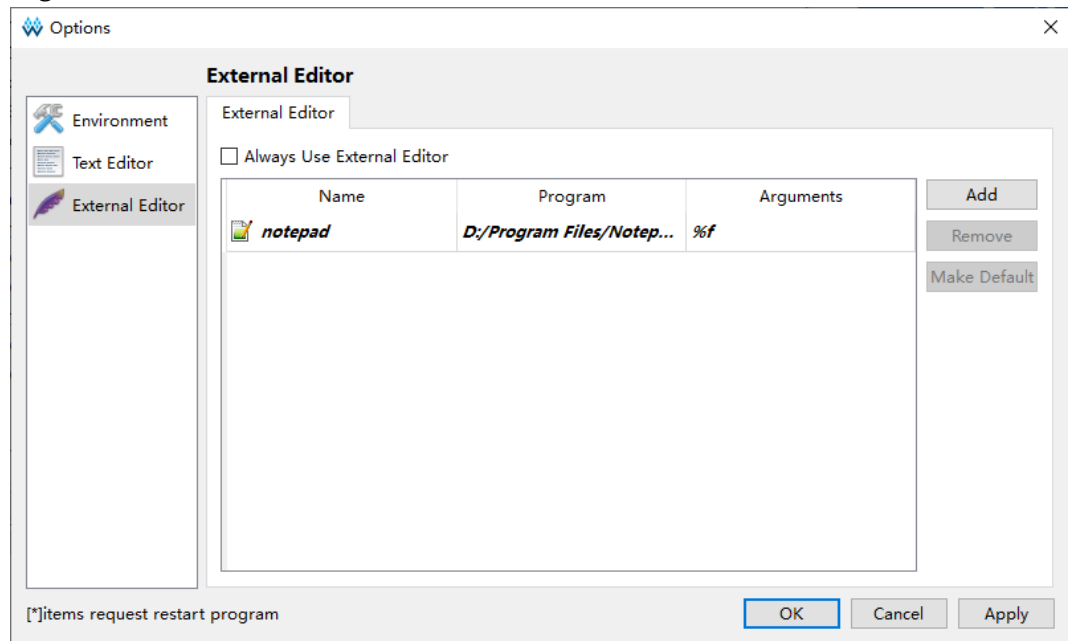 Options
External Editor
Environment
Text Editor
External Editor
External Editor
Always Use External Editor
Name Program Arguments
notepad D:/Program Files/Notep... %f
Add
Remove
Make Default
[*]items request restart program
OK Cancel Apply